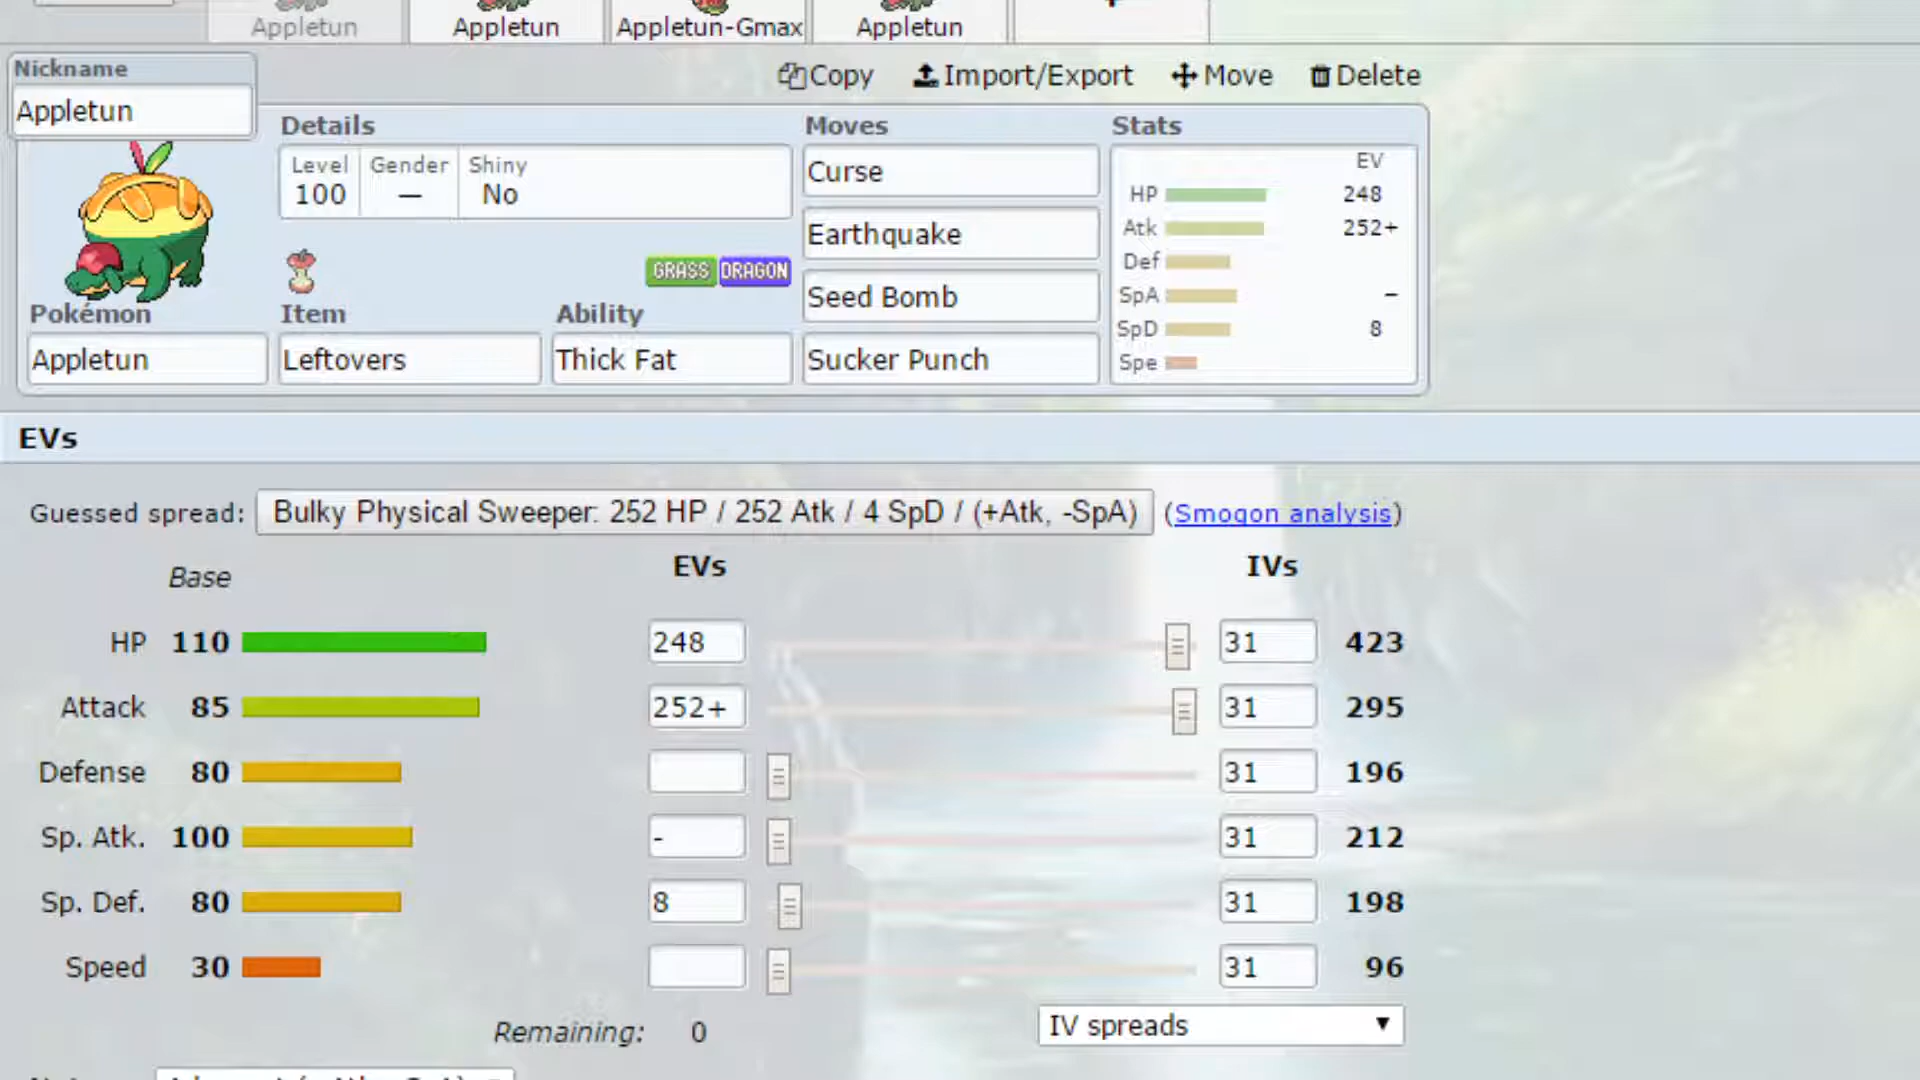 Appletun
Appletun
Appletun-Gmax
Appletun
Nickname
Appletun
Copy
Import/Export
Move
Delete
Details
Moves
Stats
Level
Gender
Shiny
100
—
No
Curse
EV
HP
248
Atk
252+
Earthquake
Def
GRASS
DRAGON
Seed Bomb
SpA
–
SpD
8
Pokémon
Item
Ability
Appletun
Leftovers
Thick Fat
Sucker Punch
Spe
EVs
Guessed spread:
Bulky Physical Sweeper: 252 HP / 252 Atk / 4 SpD / (+Atk, -SpA)
(Smogon analysis)
Base
EVs
IVs
HP 110 248 31 423
Attack 85 252+ 31 295
Defense 80 31 196
Sp. Atk. 100 - 31 212
Sp. Def. 80 8 31 198
Speed 30 31 96
Remaining: 0
IV spreads